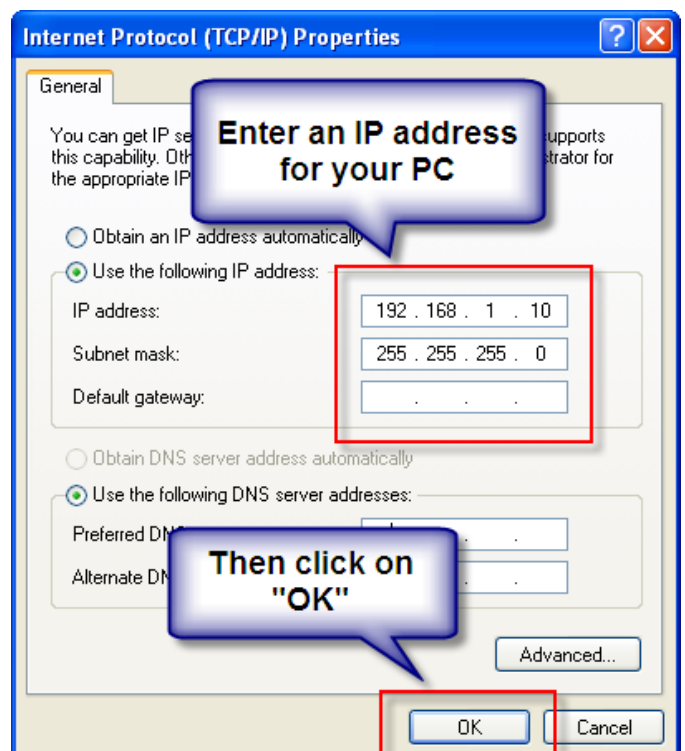 Internet Protocol (TCP/IP) Properties
General
You can get IP se upports
this capability. Oth strator for
the appropriate IP
Enter an IP address
for your PC
Obtain an IP address automatically
Use the following IP address:
IP address: 192 . 168 . 1 . 10
Subnet mask: 255 . 255 . 255 . 0
Default gateway: . . .
Obtain DNS server address automatically
Use the following DNS server addresses:
Preferred DN . .
Alternate DN . .
Then click on
"OK"
Advanced...
OK Cancel